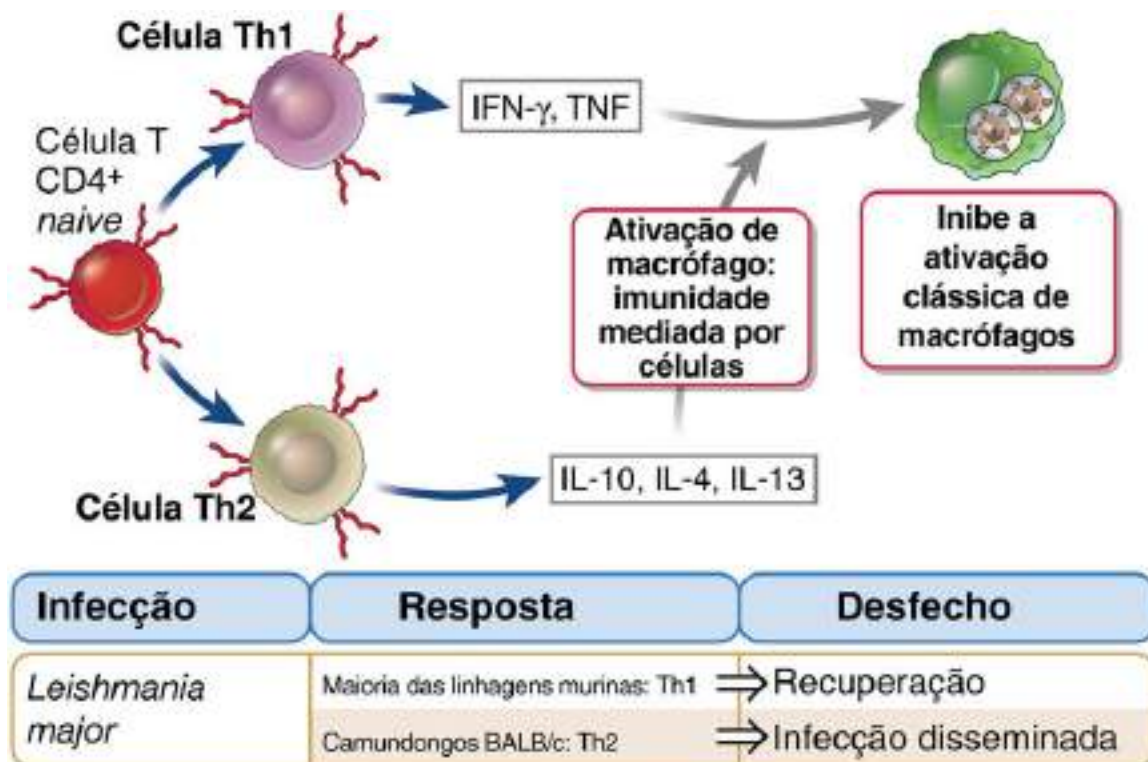 Célula Th1
IFN-γ, TNF
Célula T
CD4+
naive
Ativação de
macrófago:
imunidade
mediada por
células
Inibe a
ativação
clássica de
macrófagos
Célula Th2
IL-10, IL-4, IL-13
Infecção Resposta Desfecho
Leishmania
major
Maioria das linhagens murinas: Th1 ⇒ Recuperação
Camundongos BALB/c: Th2 ⇒ Infecção disseminada